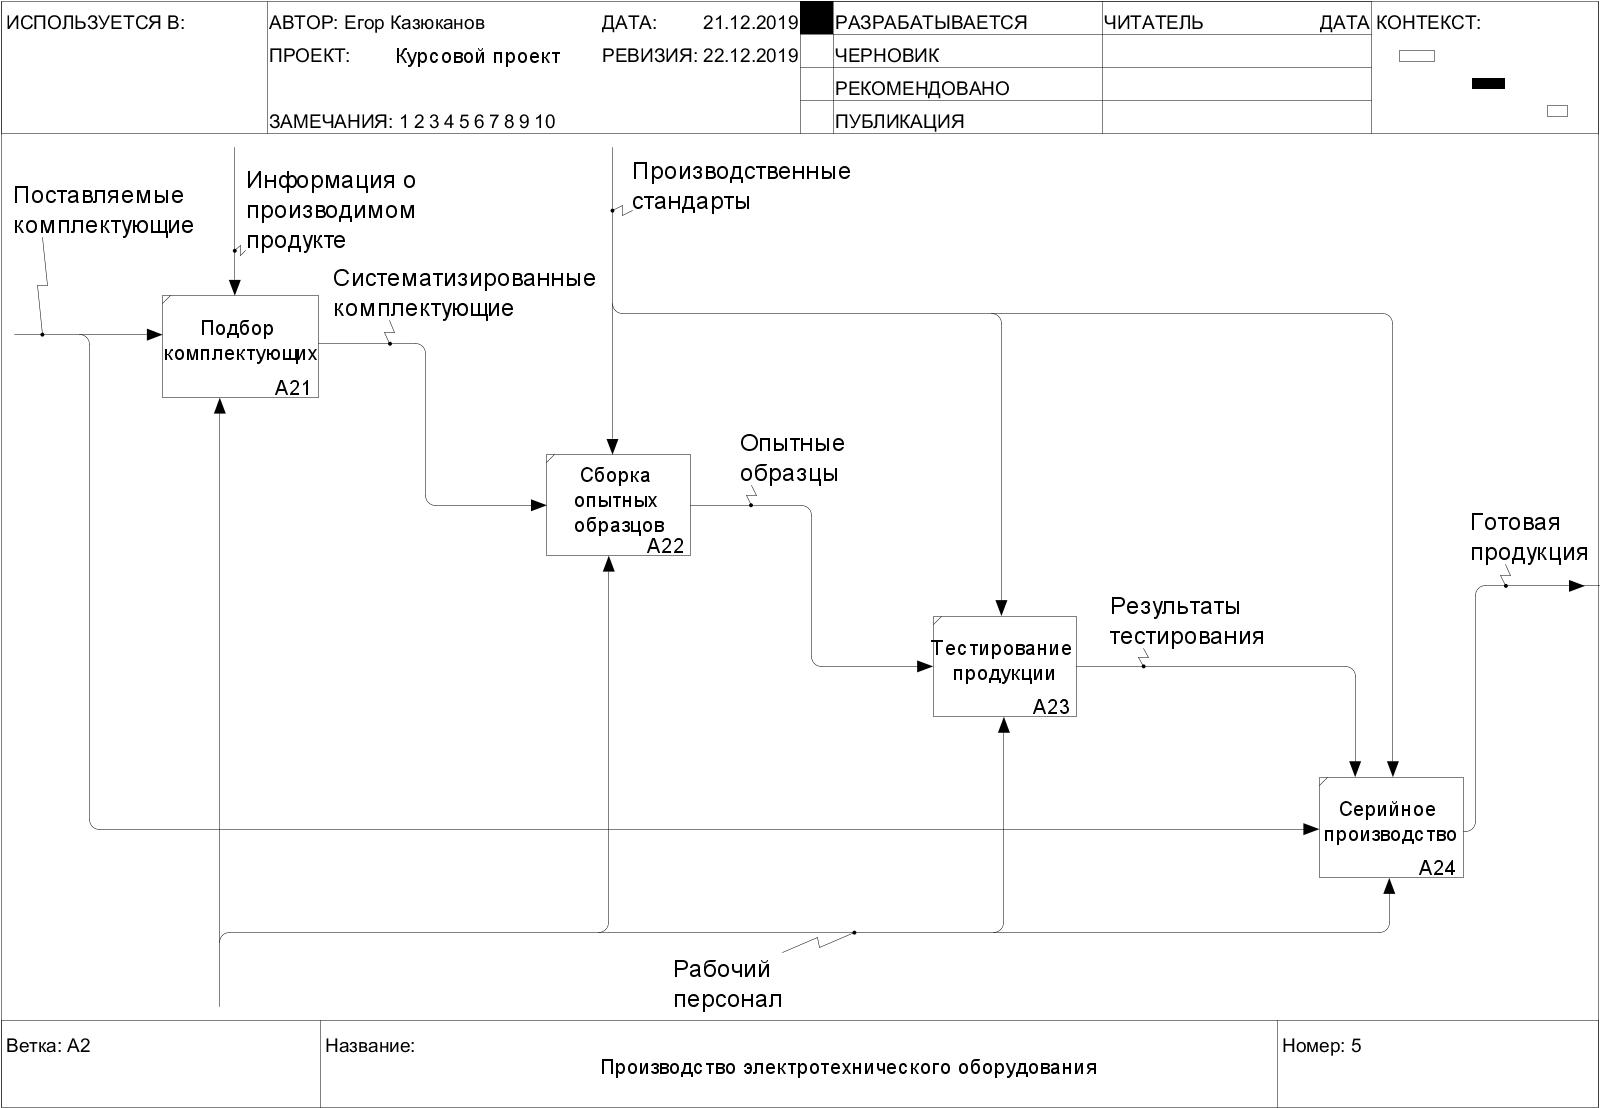 ИСПОЛЬЗУЕТСЯ В:
АВТОР: Егор Казюканов
ДАТА: 21.12.2019
ПРОЕКТ: Курсовой проект
РЕВИЗИЯ: 22.12.2019
ЗАМЕЧАНИЯ: 1 2 3 4 5 6 7 8 9 10
РАЗРАБАТЫВАЕТСЯ
ЧЕРНОВИК
РЕКОМЕНДОВАНО
ПУБЛИКАЦИЯ
ЧИТАТЕЛЬ ДАТА
КОНТЕКСТ:
Поставляемые
комплектующие
Информация о
производимом
продукте
Производственные
стандарты
Систематизированные
комплектующие
Подбор
комплектующих
A21
Опытные
образцы
Сборка
опытных
образцов
A22
Готовая
продукция
Результаты
тестирования
Тестирование
продукции
A23
Серийное
производство
A24
Рабочий
персонал
Ветка: A2
Название:
Производство электротехнического оборудования
Номер: 5